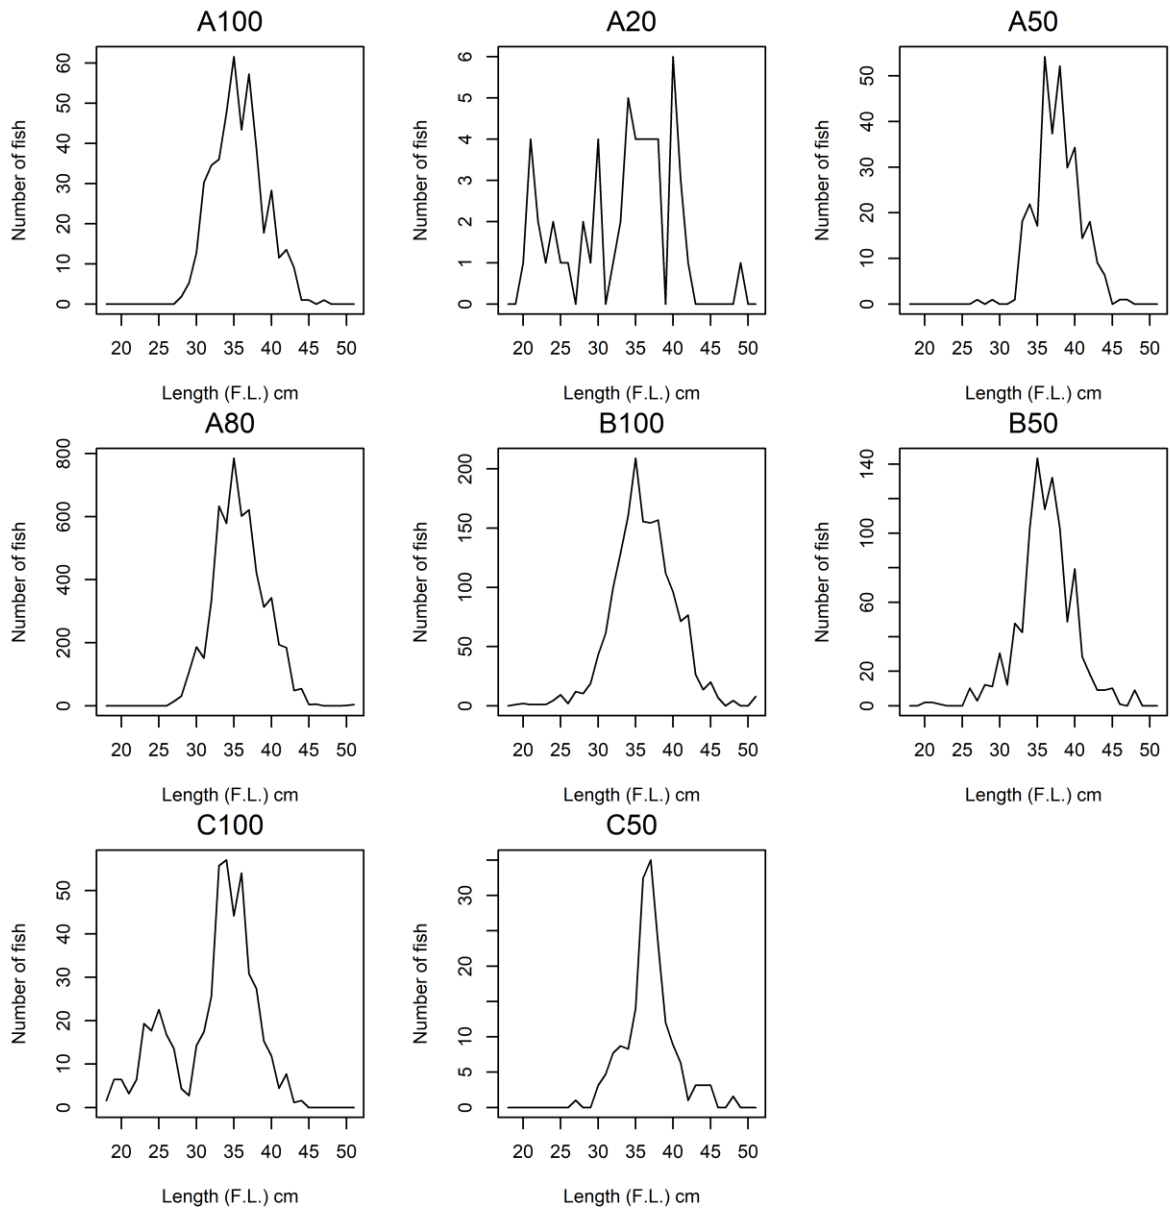 A100
Number of fish
0 10 20 30 40 50 60
20 25 30 35 40 45 50
Length (F.L.) cm
A20
Number of fish
0 1 2 3 4 5 6
20 25 30 35 40 45 50
Length (F.L.) cm
A50
Number of fish
0 10 20 30 40 50
20 25 30 35 40 45 50
Length (F.L.) cm
A80
Number of fish
0 200 400 600 800
20 25 30 35 40 45 50
Length (F.L.) cm
B100
Number of fish
0 50 100 150 200
20 25 30 35 40 45 50
Length (F.L.) cm
B50
Number of fish
0 20 60 100 140
20 25 30 35 40 45 50
Length (F.L.) cm
C100
Number of fish
0 10 20 30 40 50
20 25 30 35 40 45 50
Length (F.L.) cm
C50
Number of fish
0 5 10 20 30
20 25 30 35 40 45 50
Length (F.L.) cm